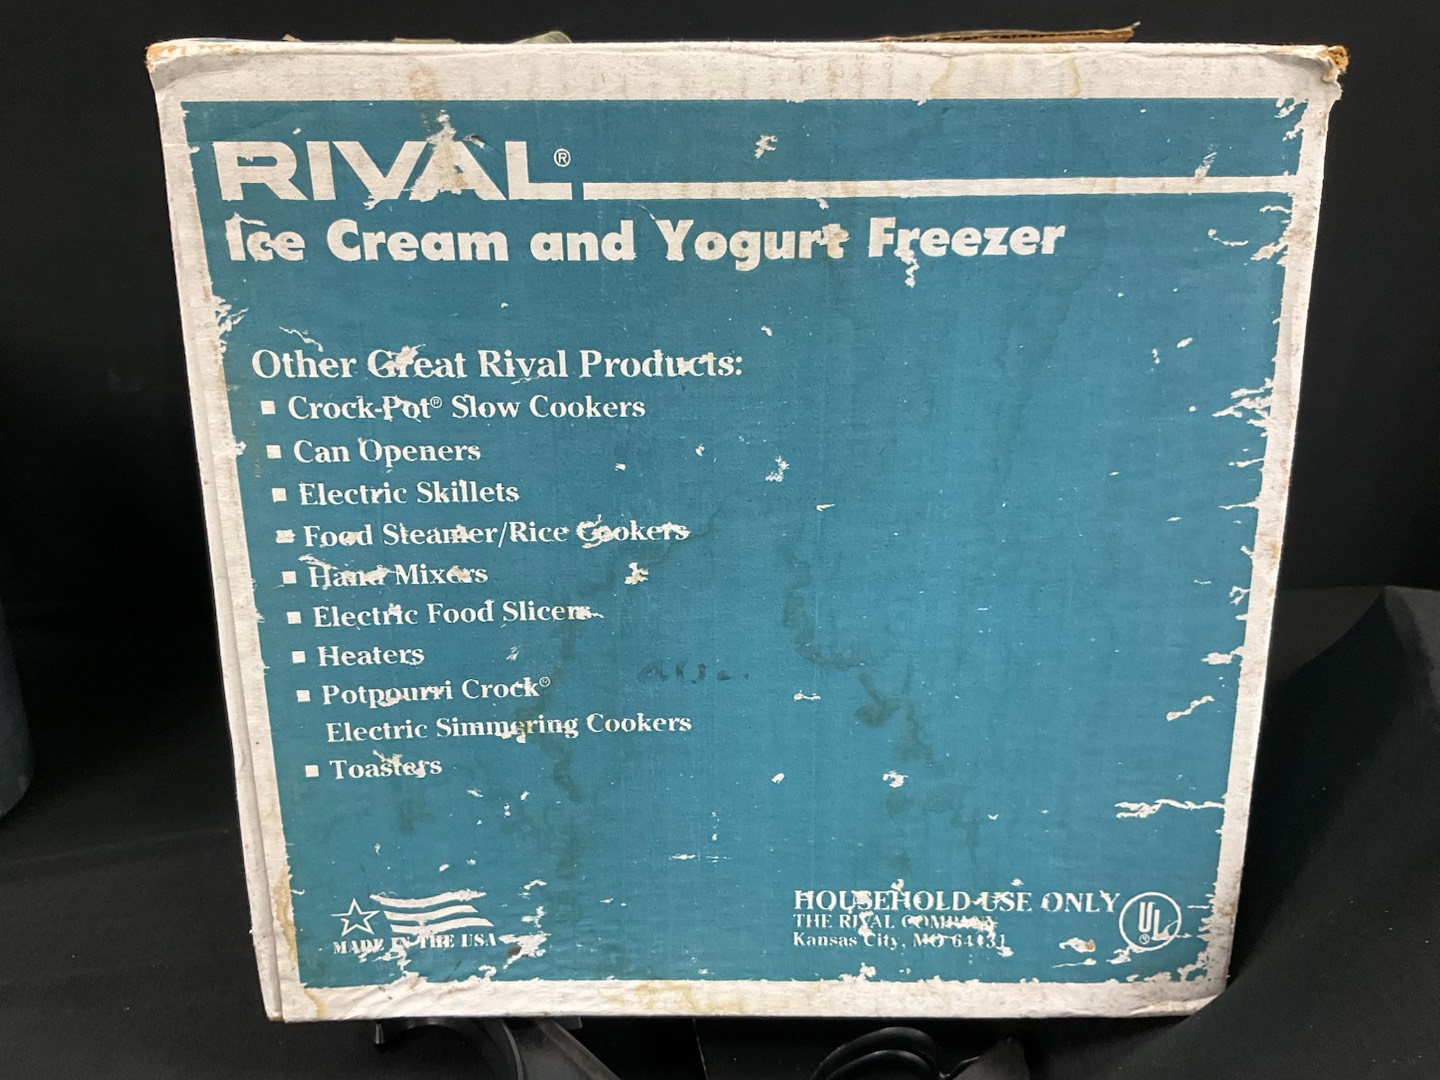 RIVAL®
Ice Cream and Yogurt Freezer
Other Great Rival Products:
■ Crock-Pot® Slow Cookers
■ Can Openers
■ Electric Skillets
■ Food Steamer/Rice Cookers
■ Hand Mixers
■ Electric Food Slicers
■ Heaters
■ Potpourri Crock®
Electric Simmering Cookers
■ Toasters
MADE IN THE USA
HOUSEHOLD USE ONLY
THE RIVAL COMPANY
Kansas City, MO 64131
UL®